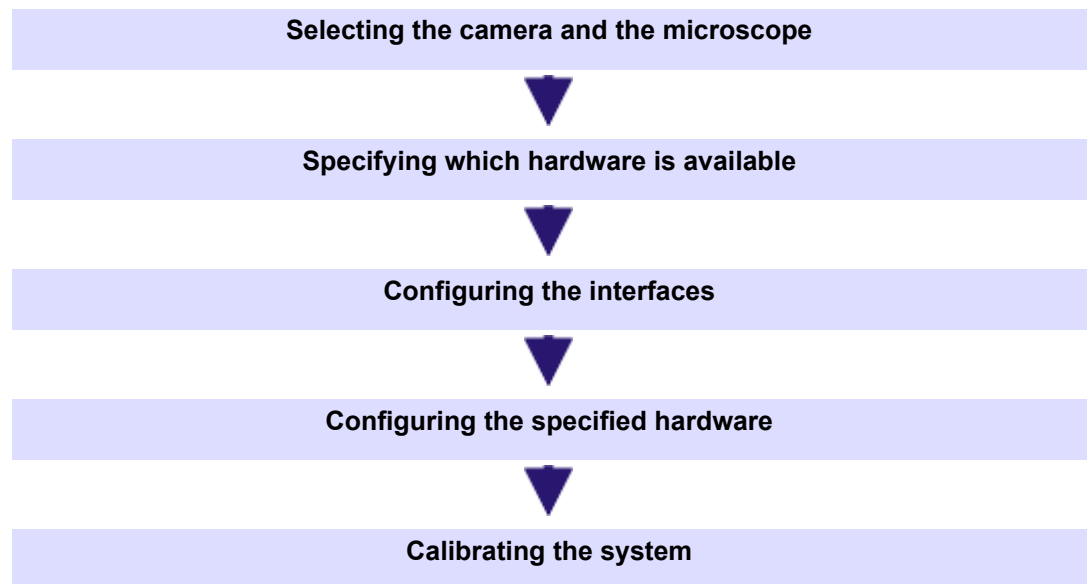 Selecting the camera and the microscope
Specifying which hardware is available
Configuring the interfaces
Configuring the specified hardware
Calibrating the system